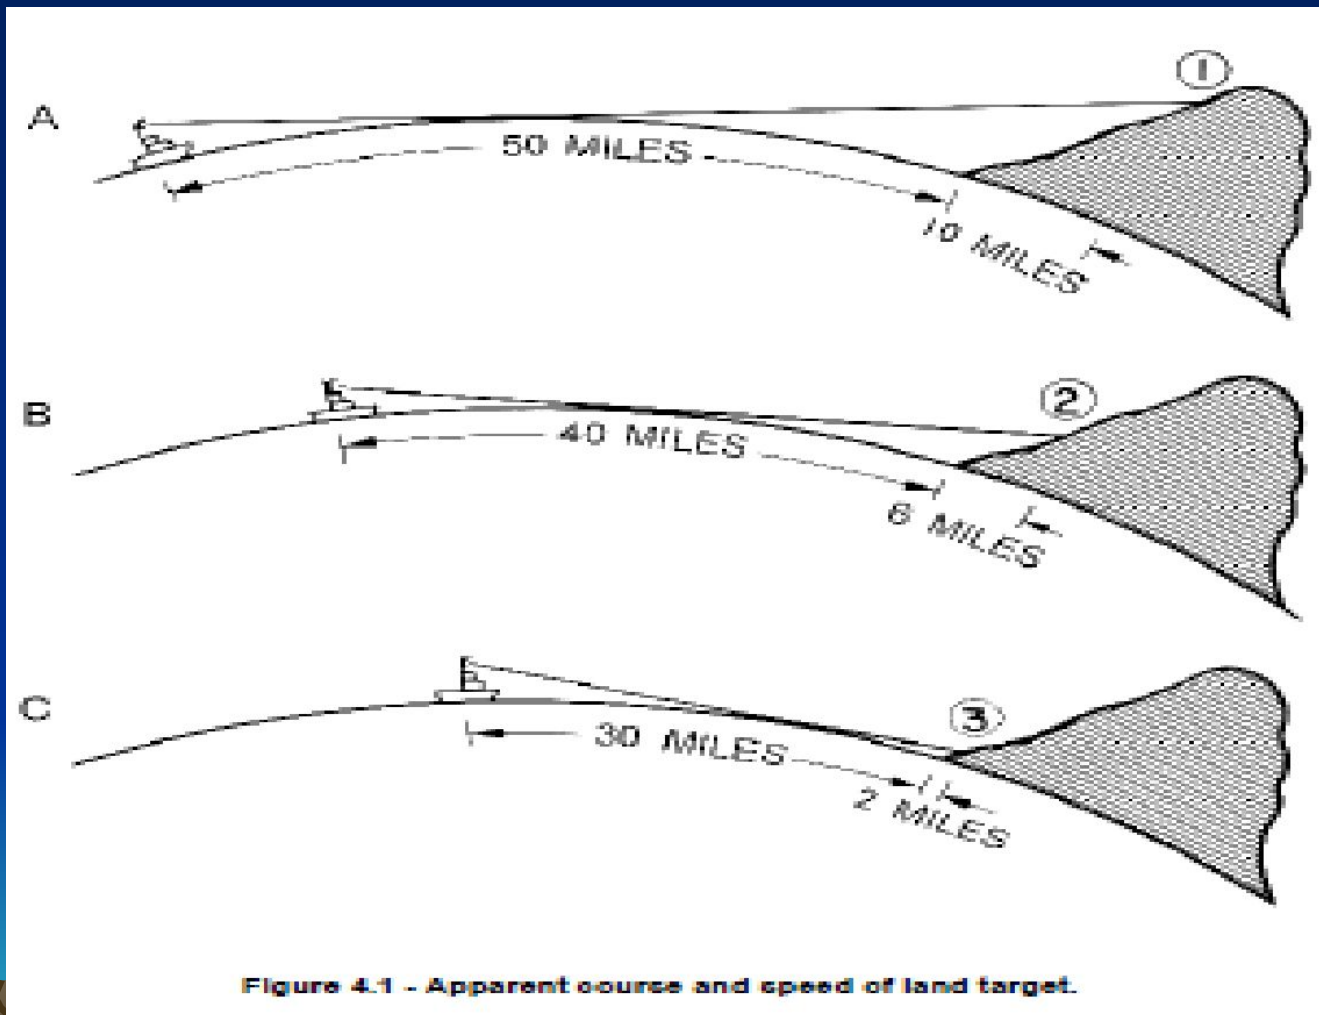 1
A
50 MILES
10 MILES
B
2
40 MILES
6 MILES
C
3
30 MILES
2 MILES
Figure 4.1 - Apparent course and speed of land target.